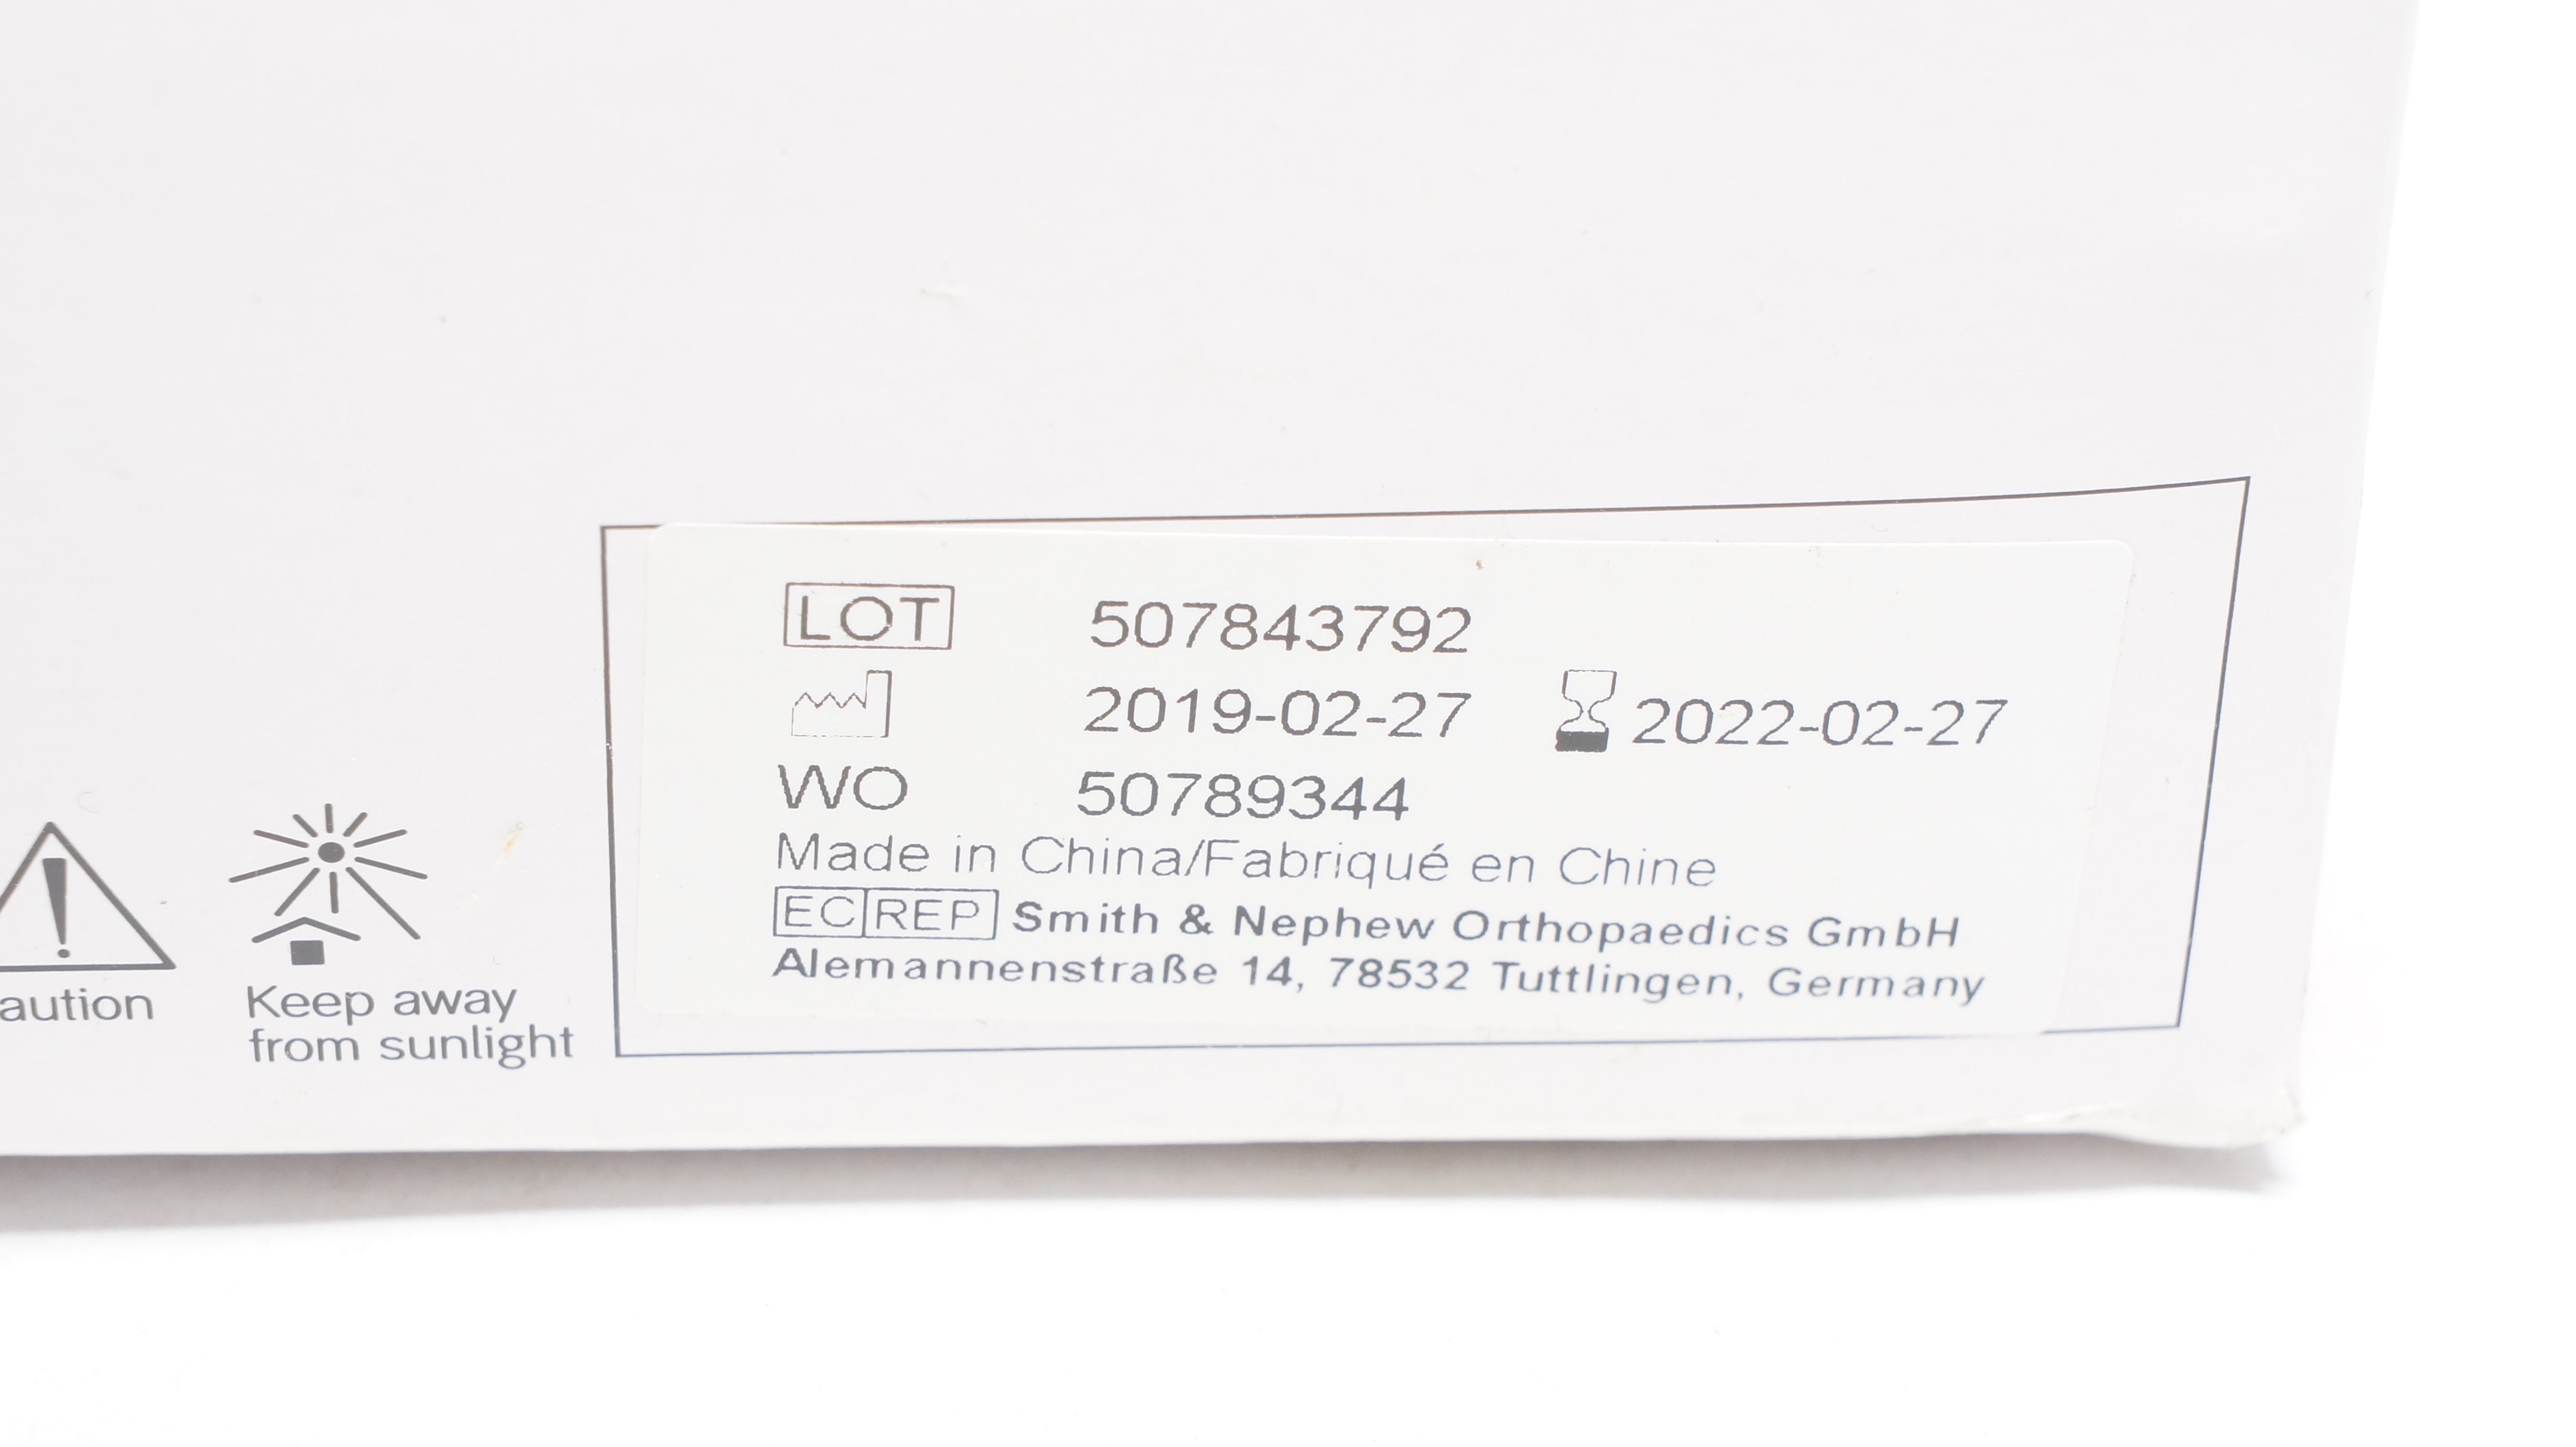 LOT 507843792
2019-02-27 2022-02-27
WO 50789344
Made in China/Fabriqué en Chine
EC REP Smith & Nephew Orthopaedics GmbH
Alemannenstraße 14, 78532 Tuttlingen, Germany
aution
Keep away
from sunlight